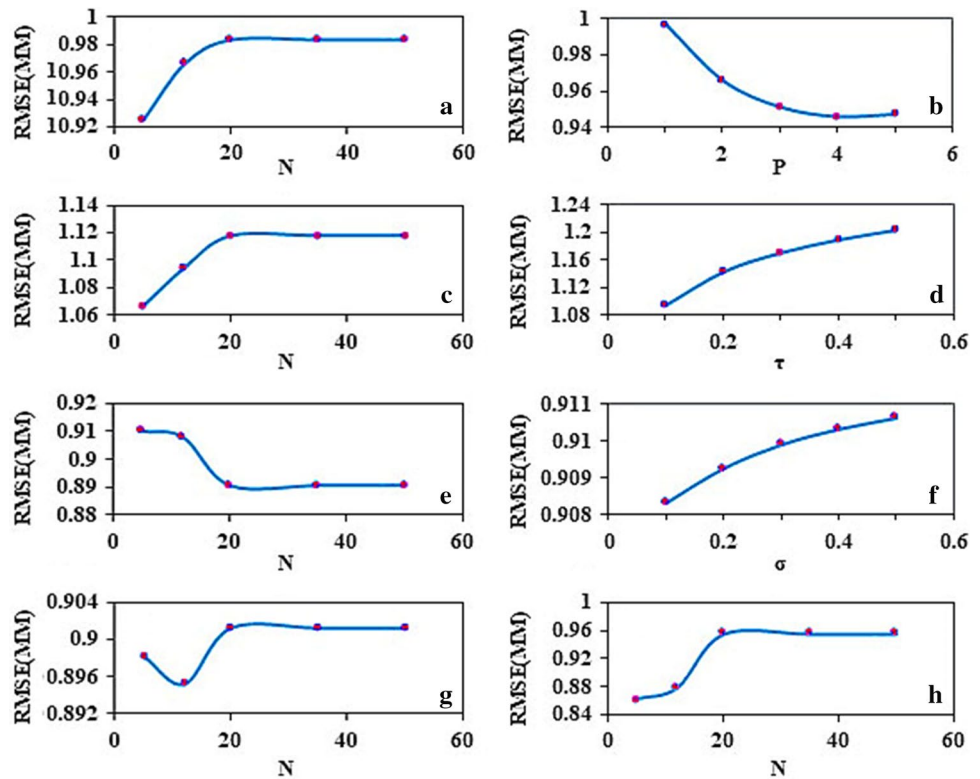 RMSE(MM)
1
10.98
10.96
10.94
10.92
0
20
40
60
N
a
RMSE(MM)
1
0.98
0.96
0.94
0
2
4
6
P
b
RMSE(MM)
1.14
1.12
1.1
1.08
1.06
0
20
40
60
N
c
RMSE(MM)
1.24
1.2
1.16
1.12
1.08
0
0.2
0.4
0.6
τ
d
RMSE(MM)
0.92
0.91
0.9
0.89
0.88
0
20
40
60
N
e
RMSE(MM)
0.911
0.91
0.909
0.908
0
0.2
0.4
0.6
σ
f
RMSE(MM)
0.904
0.9
0.896
0.892
0
20
40
60
N
g
RMSE(MM)
1
0.96
0.92
0.88
0.84
0
20
40
60
N
h